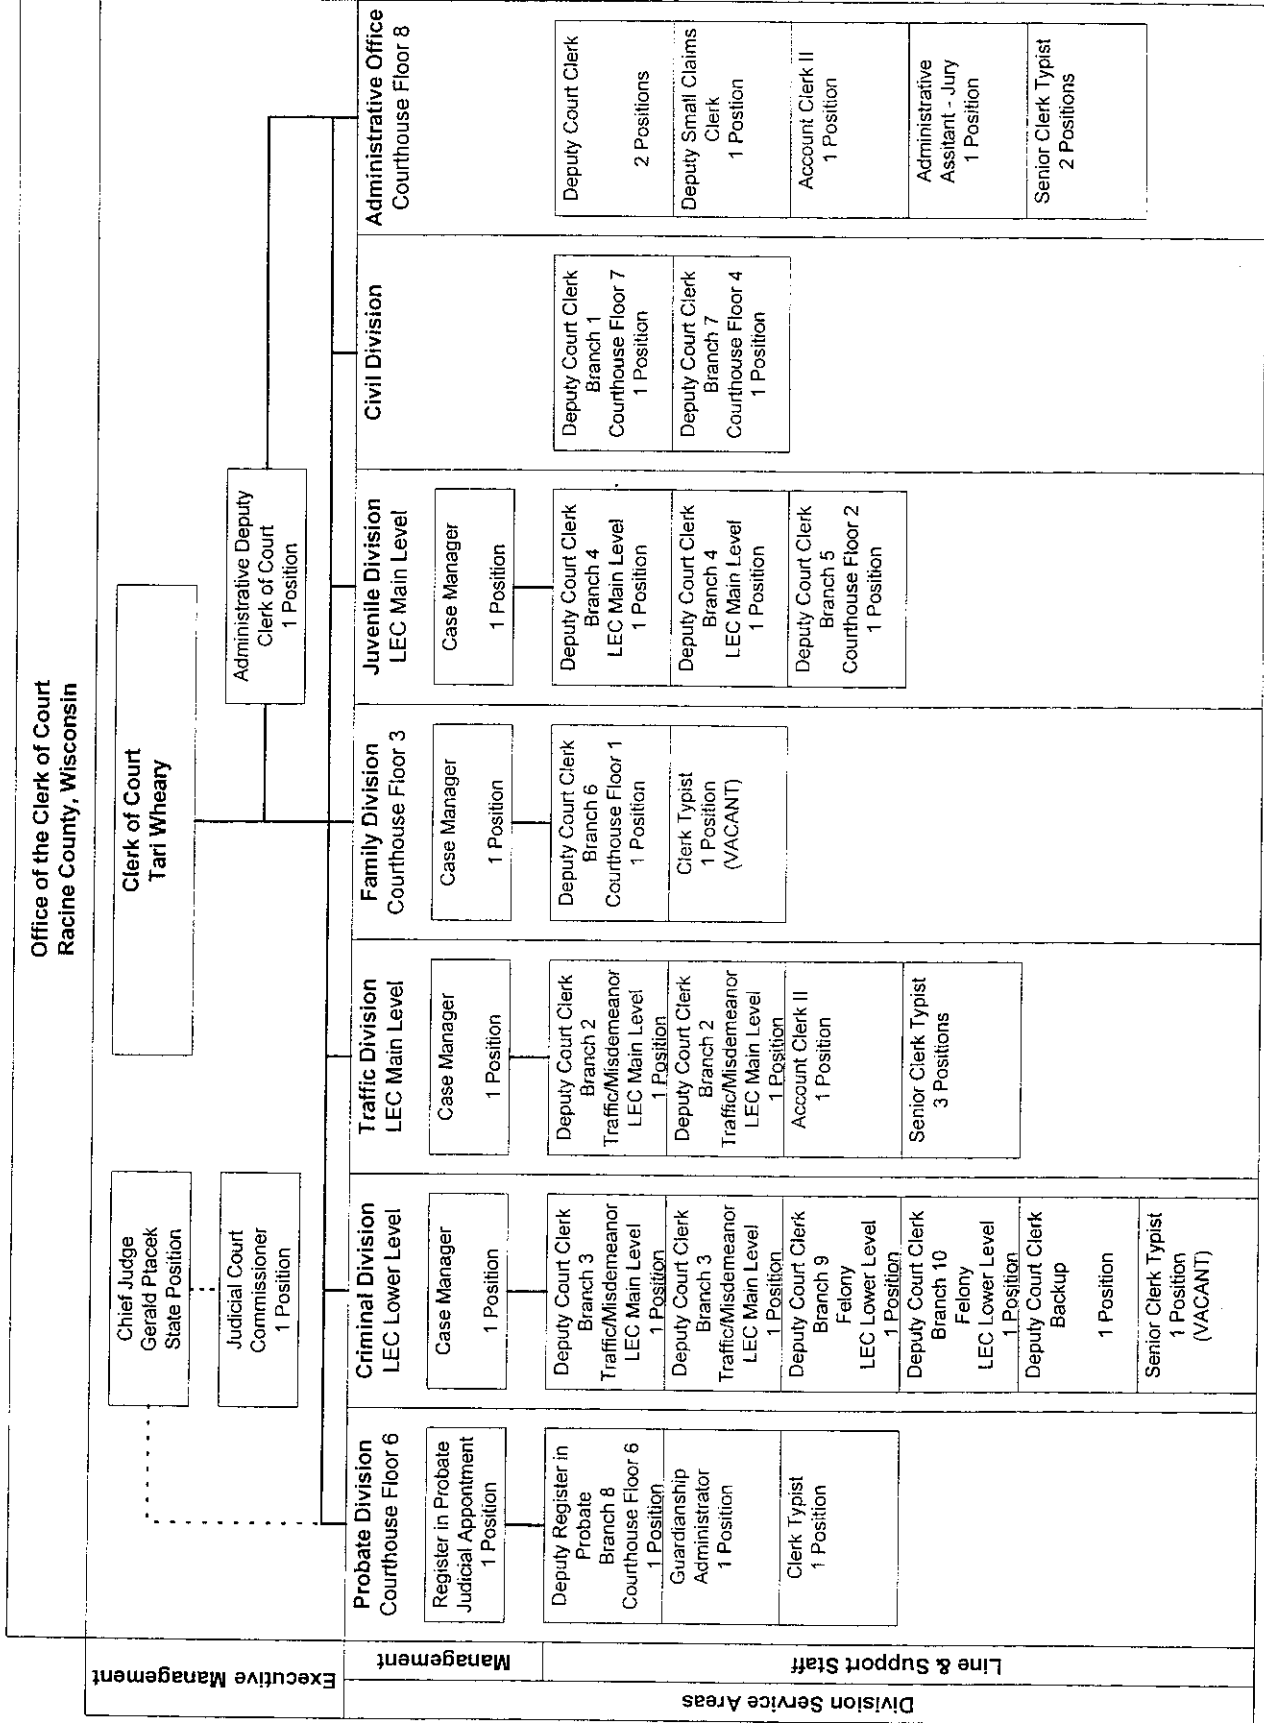 Office of the Clerk of Court
Racine County, Wisconsin
Executive Management
Chief Judge
Gerald Ptacek
State Position
Judicial Court
Commissioner
1 Position
Clerk of Court
Tari Wheary
Administrative Deputy
Clerk of Court
1 Position
Division Service Areas
Management
Line & Support Staff
Probate Division
Courthouse Floor 6
Register in Probate
Judicial Appontment
1 Position
Deputy Register in
Probate
Branch 8
Courthouse Floor 6
1 Position
Guardianship
Administrator
1 Position
Clerk Typist
1 Position
Criminal Division
LEC Lower Level
Case Manager
1 Position
Deputy Court Clerk
Branch 3
Traffic/Misdemeanor
LEC Main Level
1 Position
Deputy Court Clerk
Branch 3
Traffic/Misdemeanor
LEC Main Level
1 Position
Deputy Court Clerk
Branch 9
Felony
LEC Lower Level
1 Position
Deputy Court Clerk
Branch 10
Felony
LEC Lower Level
1 Position
Deputy Court Clerk
Backup
1 Position
Senior Clerk Typist
1 Position
(VACANT)
Traffic Division
LEC Main Level
Case Manager
1 Position
Deputy Court Clerk
Branch 2
Traffic/Misdemeanor
LEC Main Level
1 Position
Deputy Court Clerk
Branch 2
Traffic/Misdemeanor
LEC Main Level
1 Position
Account Clerk II
1 Position
Senior Clerk Typist
3 Positions
Family Division
Courthouse Floor 3
Case Manager
1 Position
Deputy Court Clerk
Branch 6
Courthouse Floor 1
1 Position
Clerk Typist
1 Position
(VACANT)
Juvenile Division
LEC Main Level
Case Manager
1 Position
Deputy Court Clerk
Branch 4
LEC Main Level
1 Position
Deputy Court Clerk
Branch 4
LEC Main Level
1 Position
Deputy Court Clerk
Branch 5
Courthouse Floor 2
1 Position
Civil Division
Deputy Court Clerk
Branch 1
Courthouse Floor 7
1 Position
Deputy Court Clerk
Branch 7
Courthouse Floor 4
1 Position
Administrative Office
Courthouse Floor 8
Deputy Court Clerk
2 Positions
Deputy Small Claims
Clerk
1 Postion
Account Clerk II
1 Position
Administrative
Assitant - Jury
1 Position
Senior Clerk Typist
2 Positions